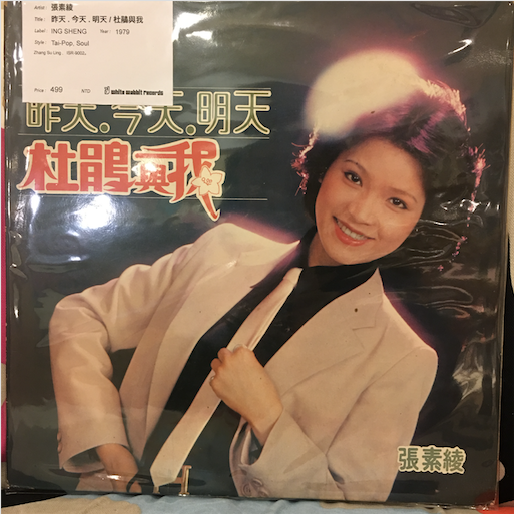 Artist: 張素綾
Title: 昨天．今天．明天 / 杜鵑與我
Label: ING SHENG Year: 1979
Style: Tai-Pop, Soul
Zhang Su-Ling.
Price: 499 NTD white wabbit records
昨天。今天。明天
杜鵑與我
張素綾